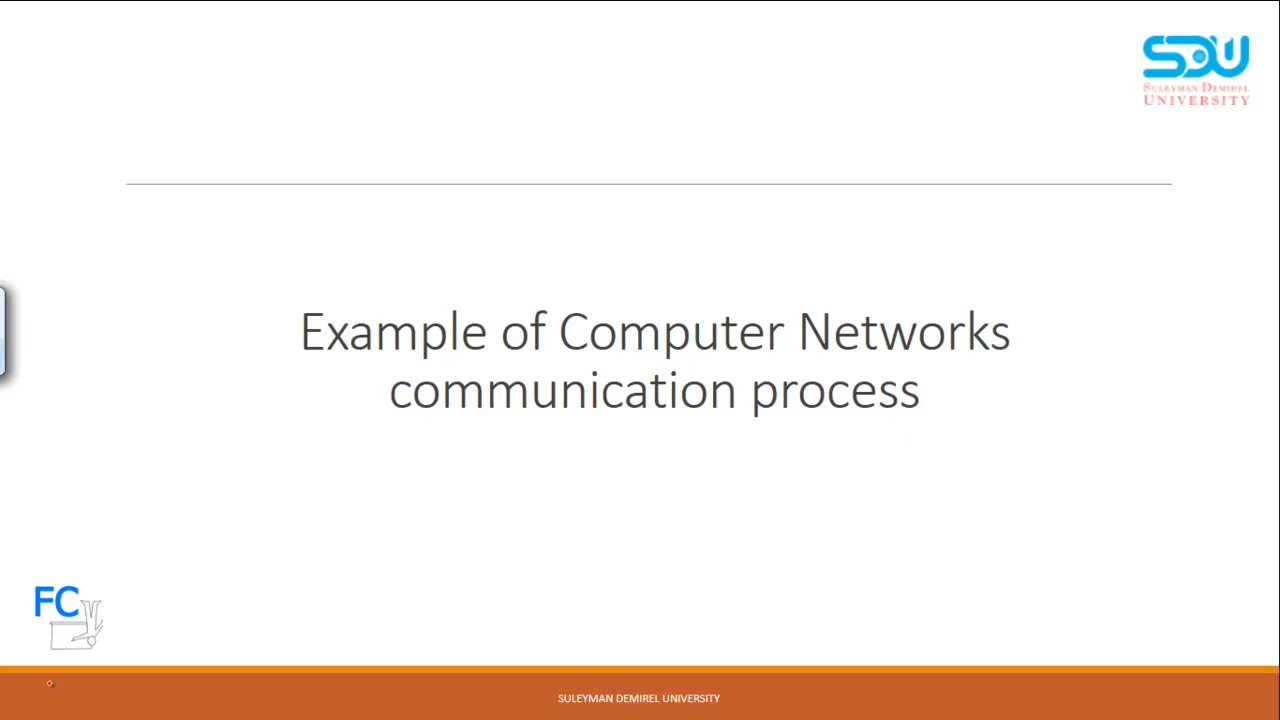 SDU
SULEYMAN DEMIREL
UNIVERSITY
Example of Computer Networks
communication process
FC
SULEYMAN DEMIREL UNIVERSITY